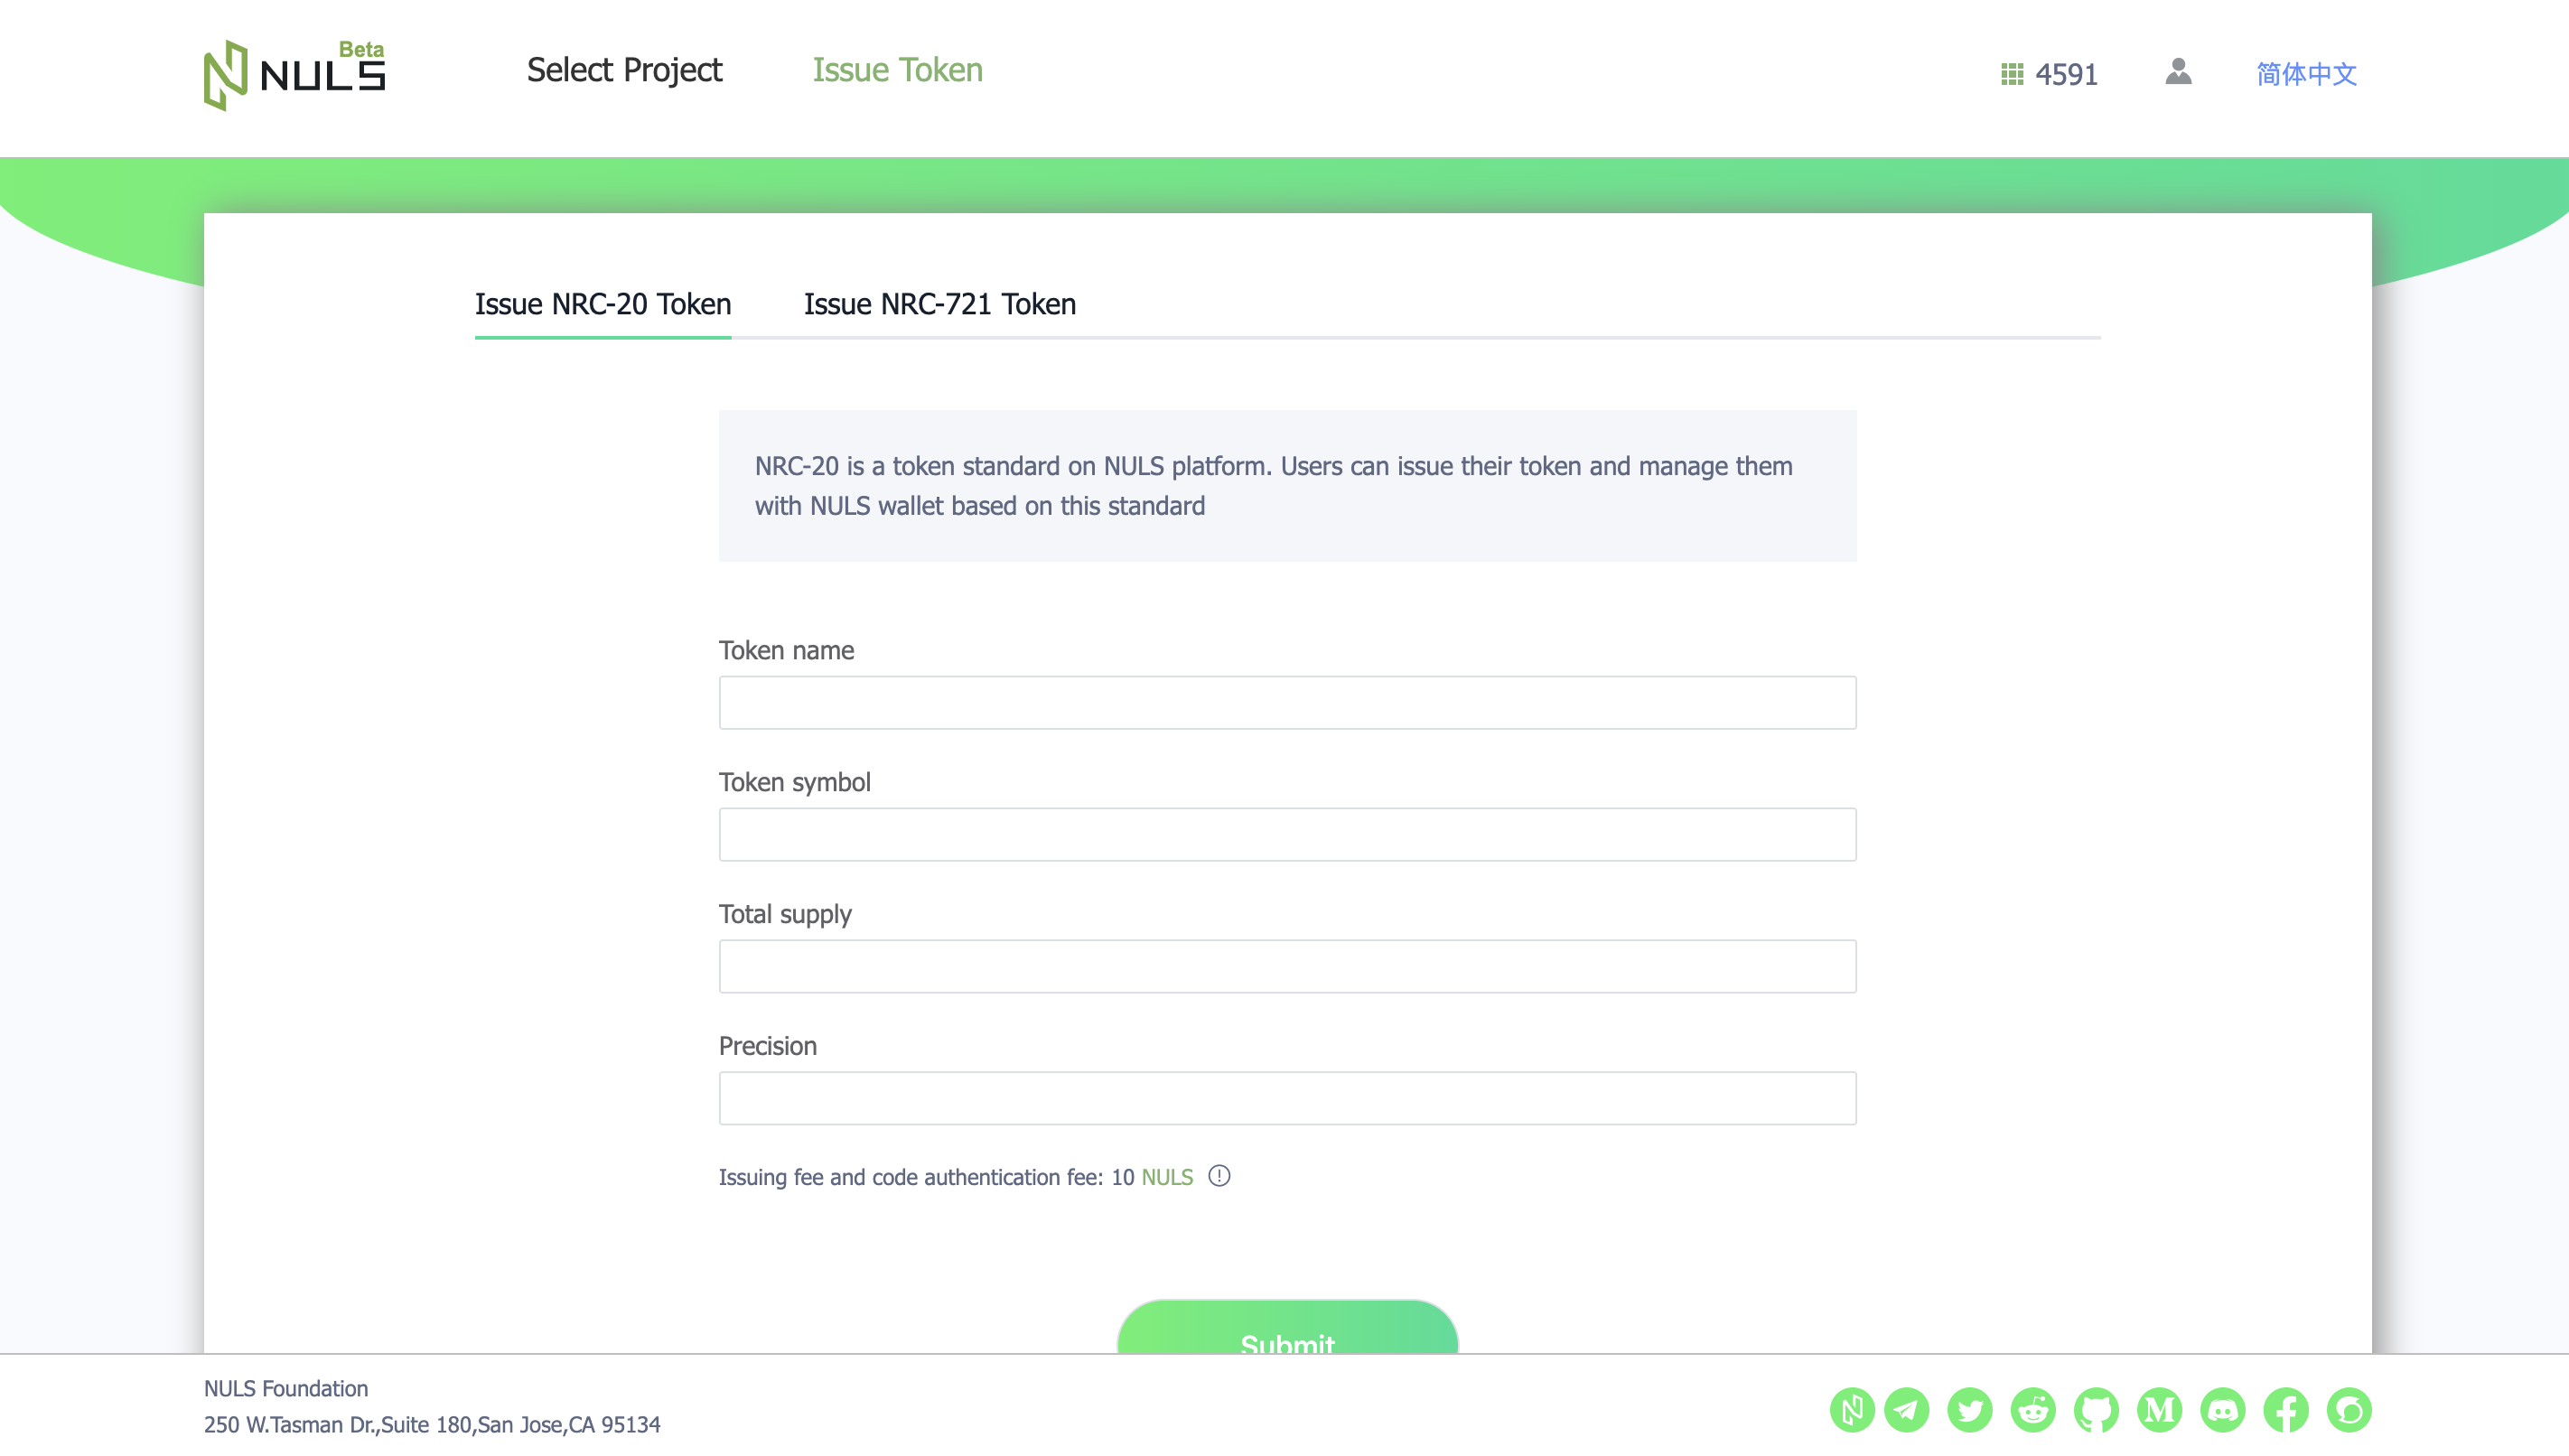 Beta
NULS
Select Project
Issue Token
4591
简体中文
Issue NRC-20 Token
Issue NRC-721 Token
NRC-20 is a token standard on NULS platform. Users can issue their token and manage them
with NULS wallet based on this standard
Token name
Token symbol
Total supply
Precision
Issuing fee and code authentication fee: 10 NULS
Submit
NULS Foundation
250 W.Tasman Dr.,Suite 180,San Jose,CA 95134